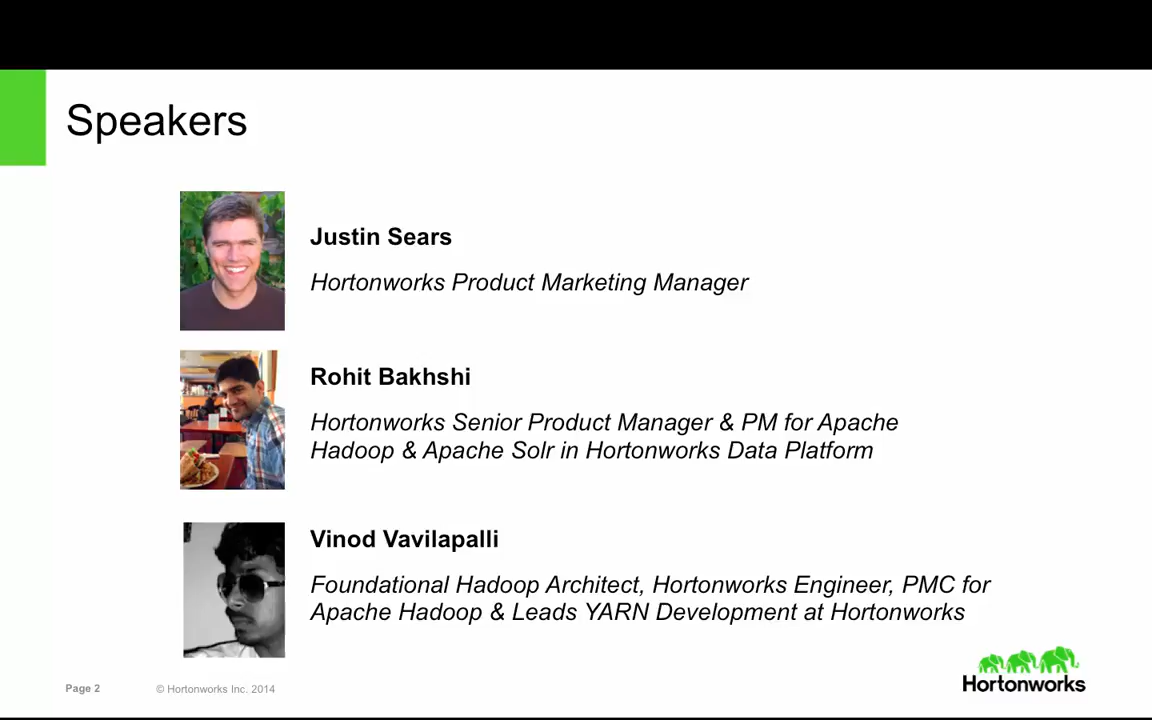 Speakers
Justin Sears
Hortonworks Product Marketing Manager
Rohit Bakhshi
Hortonworks Senior Product Manager & PM for Apache
Hadoop & Apache Solr in Hortonworks Data Platform
Vinod Vavilapalli
Foundational Hadoop Architect, Hortonworks Engineer, PMC for
Apache Hadoop & Leads YARN Development at Hortonworks
Page 2
© Hortonworks Inc. 2014
Hortonworks